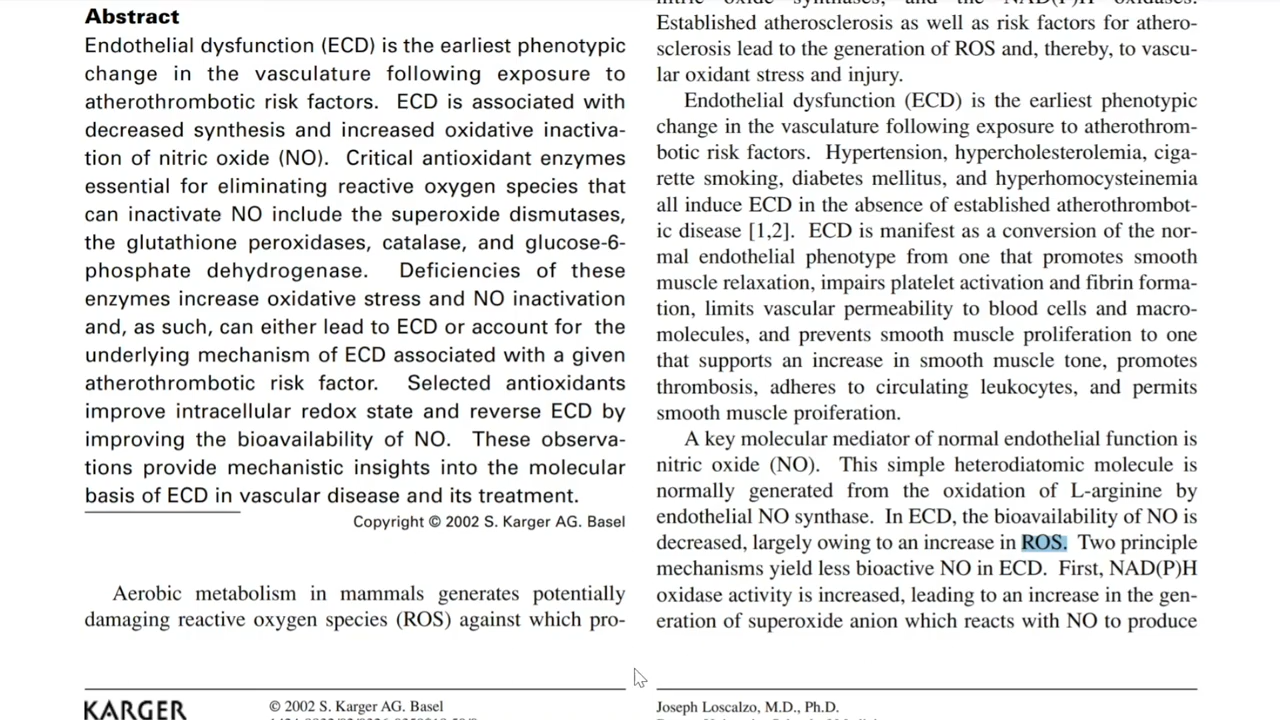 Abstract
Endothelial dysfunction (ECD) is the earliest phenotypic
change in the vasculature following exposure to
atherothrombotic risk factors. ECD is associated with
decreased synthesis and increased oxidative inactiva-
tion of nitric oxide (NO). Critical antioxidant enzymes
essential for eliminating reactive oxygen species that
can inactivate NO include the superoxide dismutases,
the glutathione peroxidases, catalase, and glucose-6-
phosphate dehydrogenase. Deficiencies of these
enzymes increase oxidative stress and NO inactivation
and, as such, can either lead to ECD or account for the
underlying mechanism of ECD associated with a given
atherothrombotic risk factor. Selected antioxidants
improve intracellular redox state and reverse ECD by
improving the bioavailability of NO. These observa-
tions provide mechanistic insights into the molecular
basis of ECD in vascular disease and its treatment.
Copyright © 2002 S. Karger AG. Basel
Aerobic metabolism in mammals generates potentially
damaging reactive oxygen species (ROS) against which pro-
KARGER
© 2002 S. Karger AG. Basel
nitric oxide synthases, and the NAD(P)H oxidases.
Established atherosclerosis as well as risk factors for athero-
sclerosis lead to the generation of ROS and, thereby, to vascu-
lar oxidant stress and injury.
Endothelial dysfunction (ECD) is the earliest phenotypic
change in the vasculature following exposure to atherothrom-
botic risk factors. Hypertension, hypercholesterolemia, ciga-
rette smoking, diabetes mellitus, and hyperhomocysteinemia
all induce ECD in the absence of established atherothrombot-
ic disease [1,2]. ECD is manifest as a conversion of the nor-
mal endothelial phenotype from one that promotes smooth
muscle relaxation, impairs platelet activation and fibrin forma-
tion, limits vascular permeability to blood cells and macro-
molecules, and prevents smooth muscle proliferation to one
that supports an increase in smooth muscle tone, promotes
thrombosis, adheres to circulating leukocytes, and permits
smooth muscle proiferation.
A key molecular mediator of normal endothelial function is
nitric oxide (NO). This simple heterodiatomic molecule is
normally generated from the oxidation of L-arginine by
endothelial NO synthase. In ECD, the bioavailability of NO is
decreased, largely owing to an increase in ROS. Two principle
mechanisms yield less bioactive NO in ECD. First, NAD(P)H
oxidase activity is increased, leading to an increase in the gen-
eration of superoxide anion which reacts with NO to produce
Joseph Loscalzo, M.D., Ph.D.